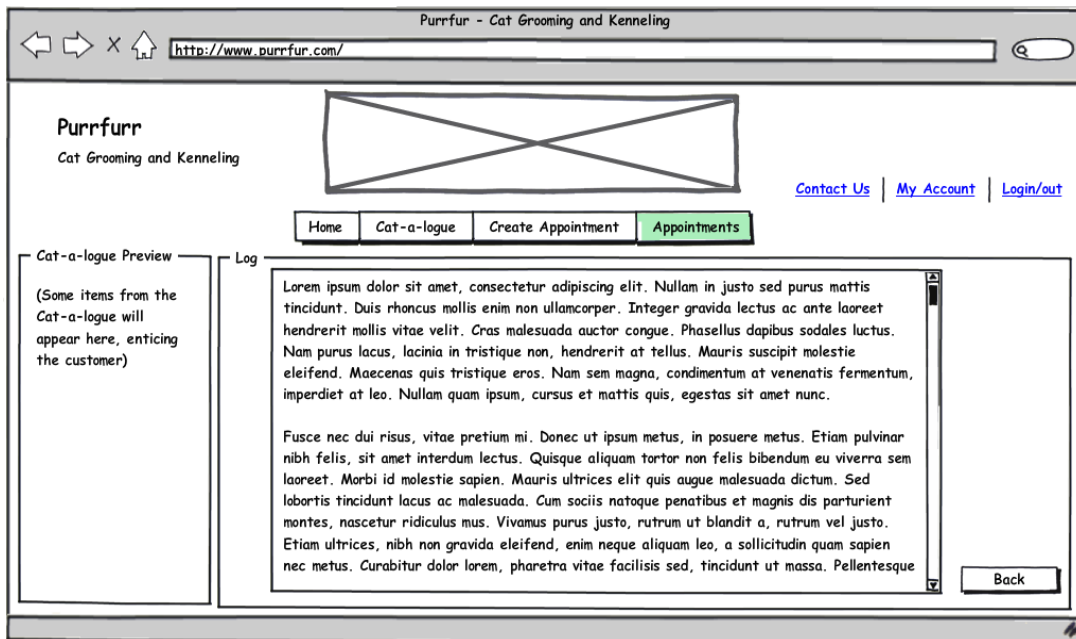 Purrfur - Cat Grooming and Kenneling
http://www.purrfur.com/
Purrfurr
Cat Grooming and Kenneling
Contact Us
My Account
Login/out
Home
Cat-a-logue
Create Appointment
Appointments
Cat-a-logue Preview
(Some items from the
Cat-a-logue will
appear here, enticing
the customer)
Log
Lorem ipsum dolor sit amet, consectetur adipiscing elit. Nullam in justo sed purus mattis
tincidunt. Duis rhoncus mollis enim non ullamcorper. Integer gravida lectus ac ante laoreet
hendrerit mollis vitae velit. Cras malesuada auctor congue. Phasellus dapibus sodales luctus.
Nam purus lacus, lacinia in tristique non, hendrerit at tellus. Mauris suscipit molestie
eleifend. Maecenas quis tristique eros. Nam sem magna, condimentum at venenatis fermentum,
imperdiet at leo. Nullam quam ipsum, cursus et mattis quis, egestas sit amet nunc.
Fusce nec dui risus, vitae pretium mi. Donec ut ipsum metus, in posuere metus. Etiam pulvinar
nibh felis, sit amet interdum lectus. Quisque aliquam tortor non felis bibendum eu viverra sem
laoreet. Morbi id molestie sapien. Mauris ultrices elit quis augue malesuada dictum. Sed
lobortis tincidunt lacus ac malesuada. Cum sociis natoque penatibus et magnis dis parturient
montes, nascetur ridiculus mus. Vivamus purus justo, rutrum ut blandit a, rutrum vel justo.
Etiam ultrices, nibh non gravida eleifend, enim neque aliquam leo, a sollicitudin quam sapien
nec metus. Curabitur dolor lorem, pharetra vitae facilisis sed, tincidunt ut massa. Pellentesque
Back